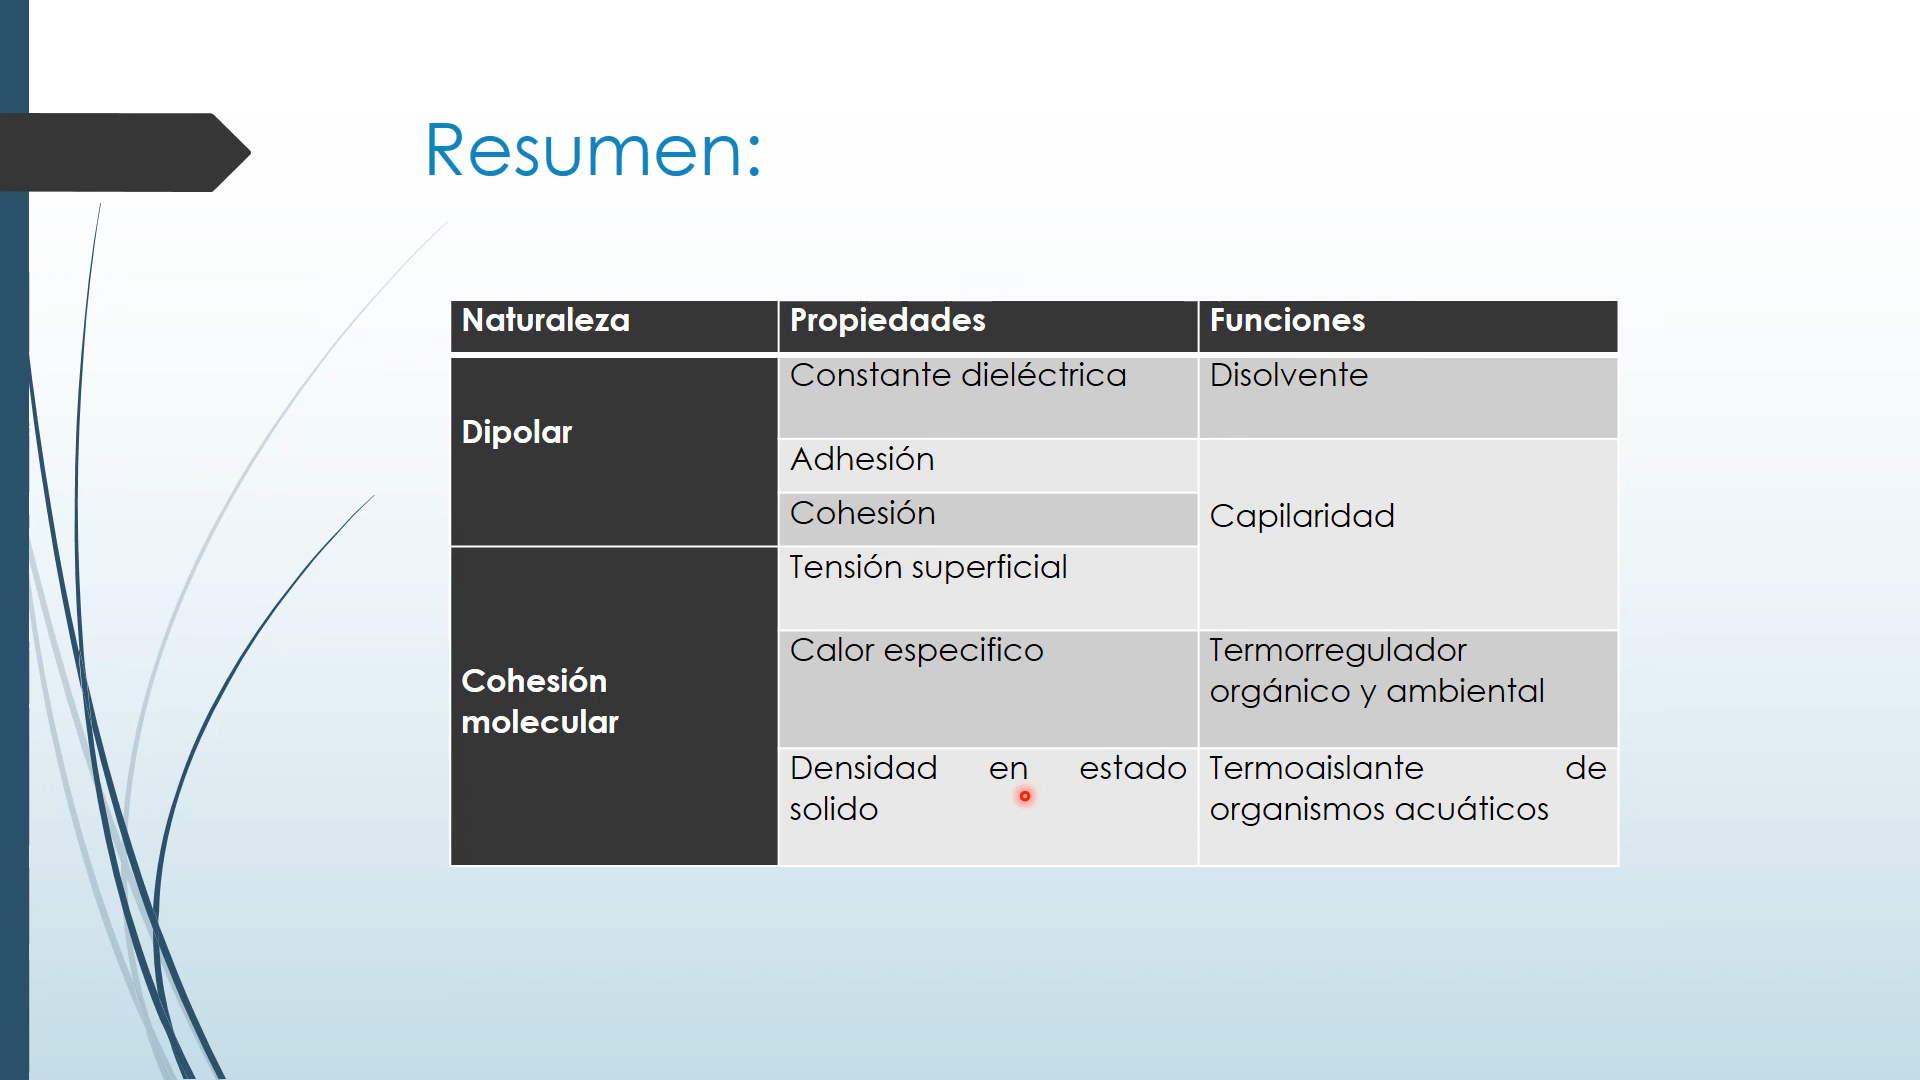 Resumen:
Naturaleza Propiedades Funciones
Dipolar
Constante dieléctrica Disolvente
Adhesión
Cohesión
Capilaridad
Cohesión
molecular
Tensión superficial
Calor especifico
Termorregulador
orgánico y ambiental
Densidad en estado
solido
Termoaislante de
organismos acuáticos